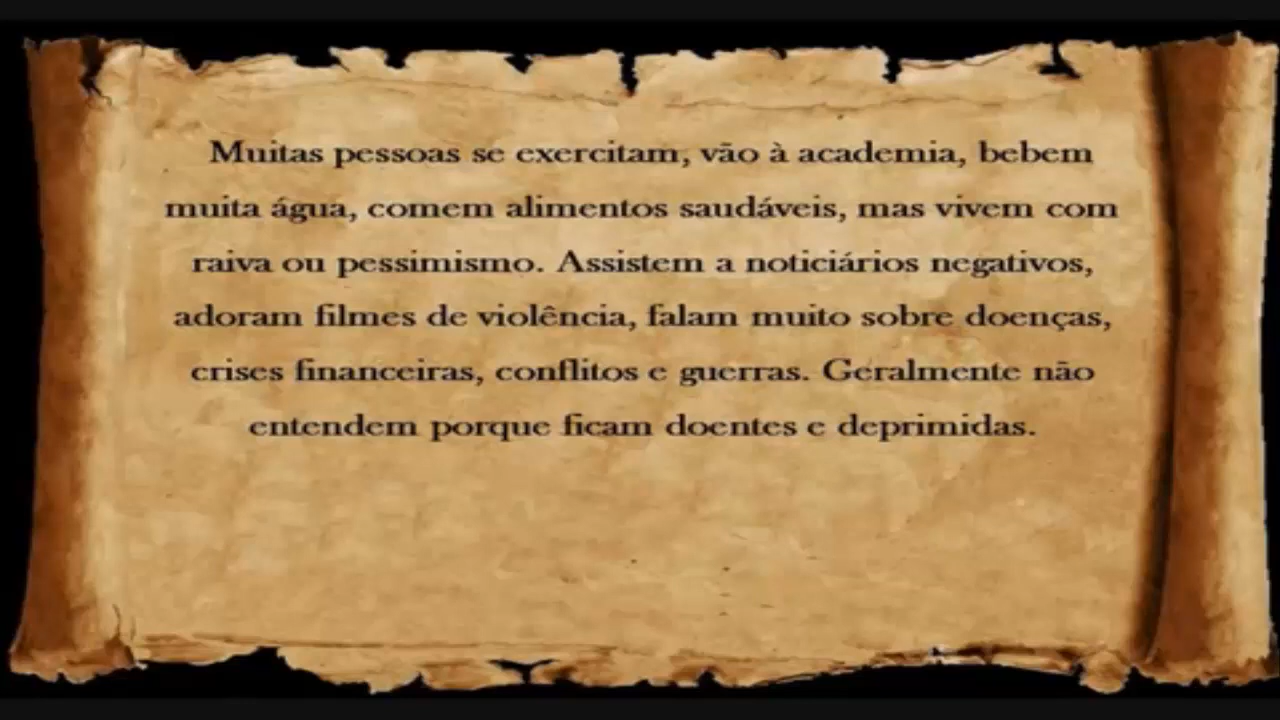 Muitas pessoas se exercitam, vão à academia, bebem
muita água, comem alimentos saudáveis, mas vivem com
raiva ou pessimismo. Assistem a noticiários negativos,
adoram filmes de violência, falam muito sobre doenças,
crises financeiras, conflitos e guerras. Geralmente não
entendem porque ficam doentes e deprimidas.